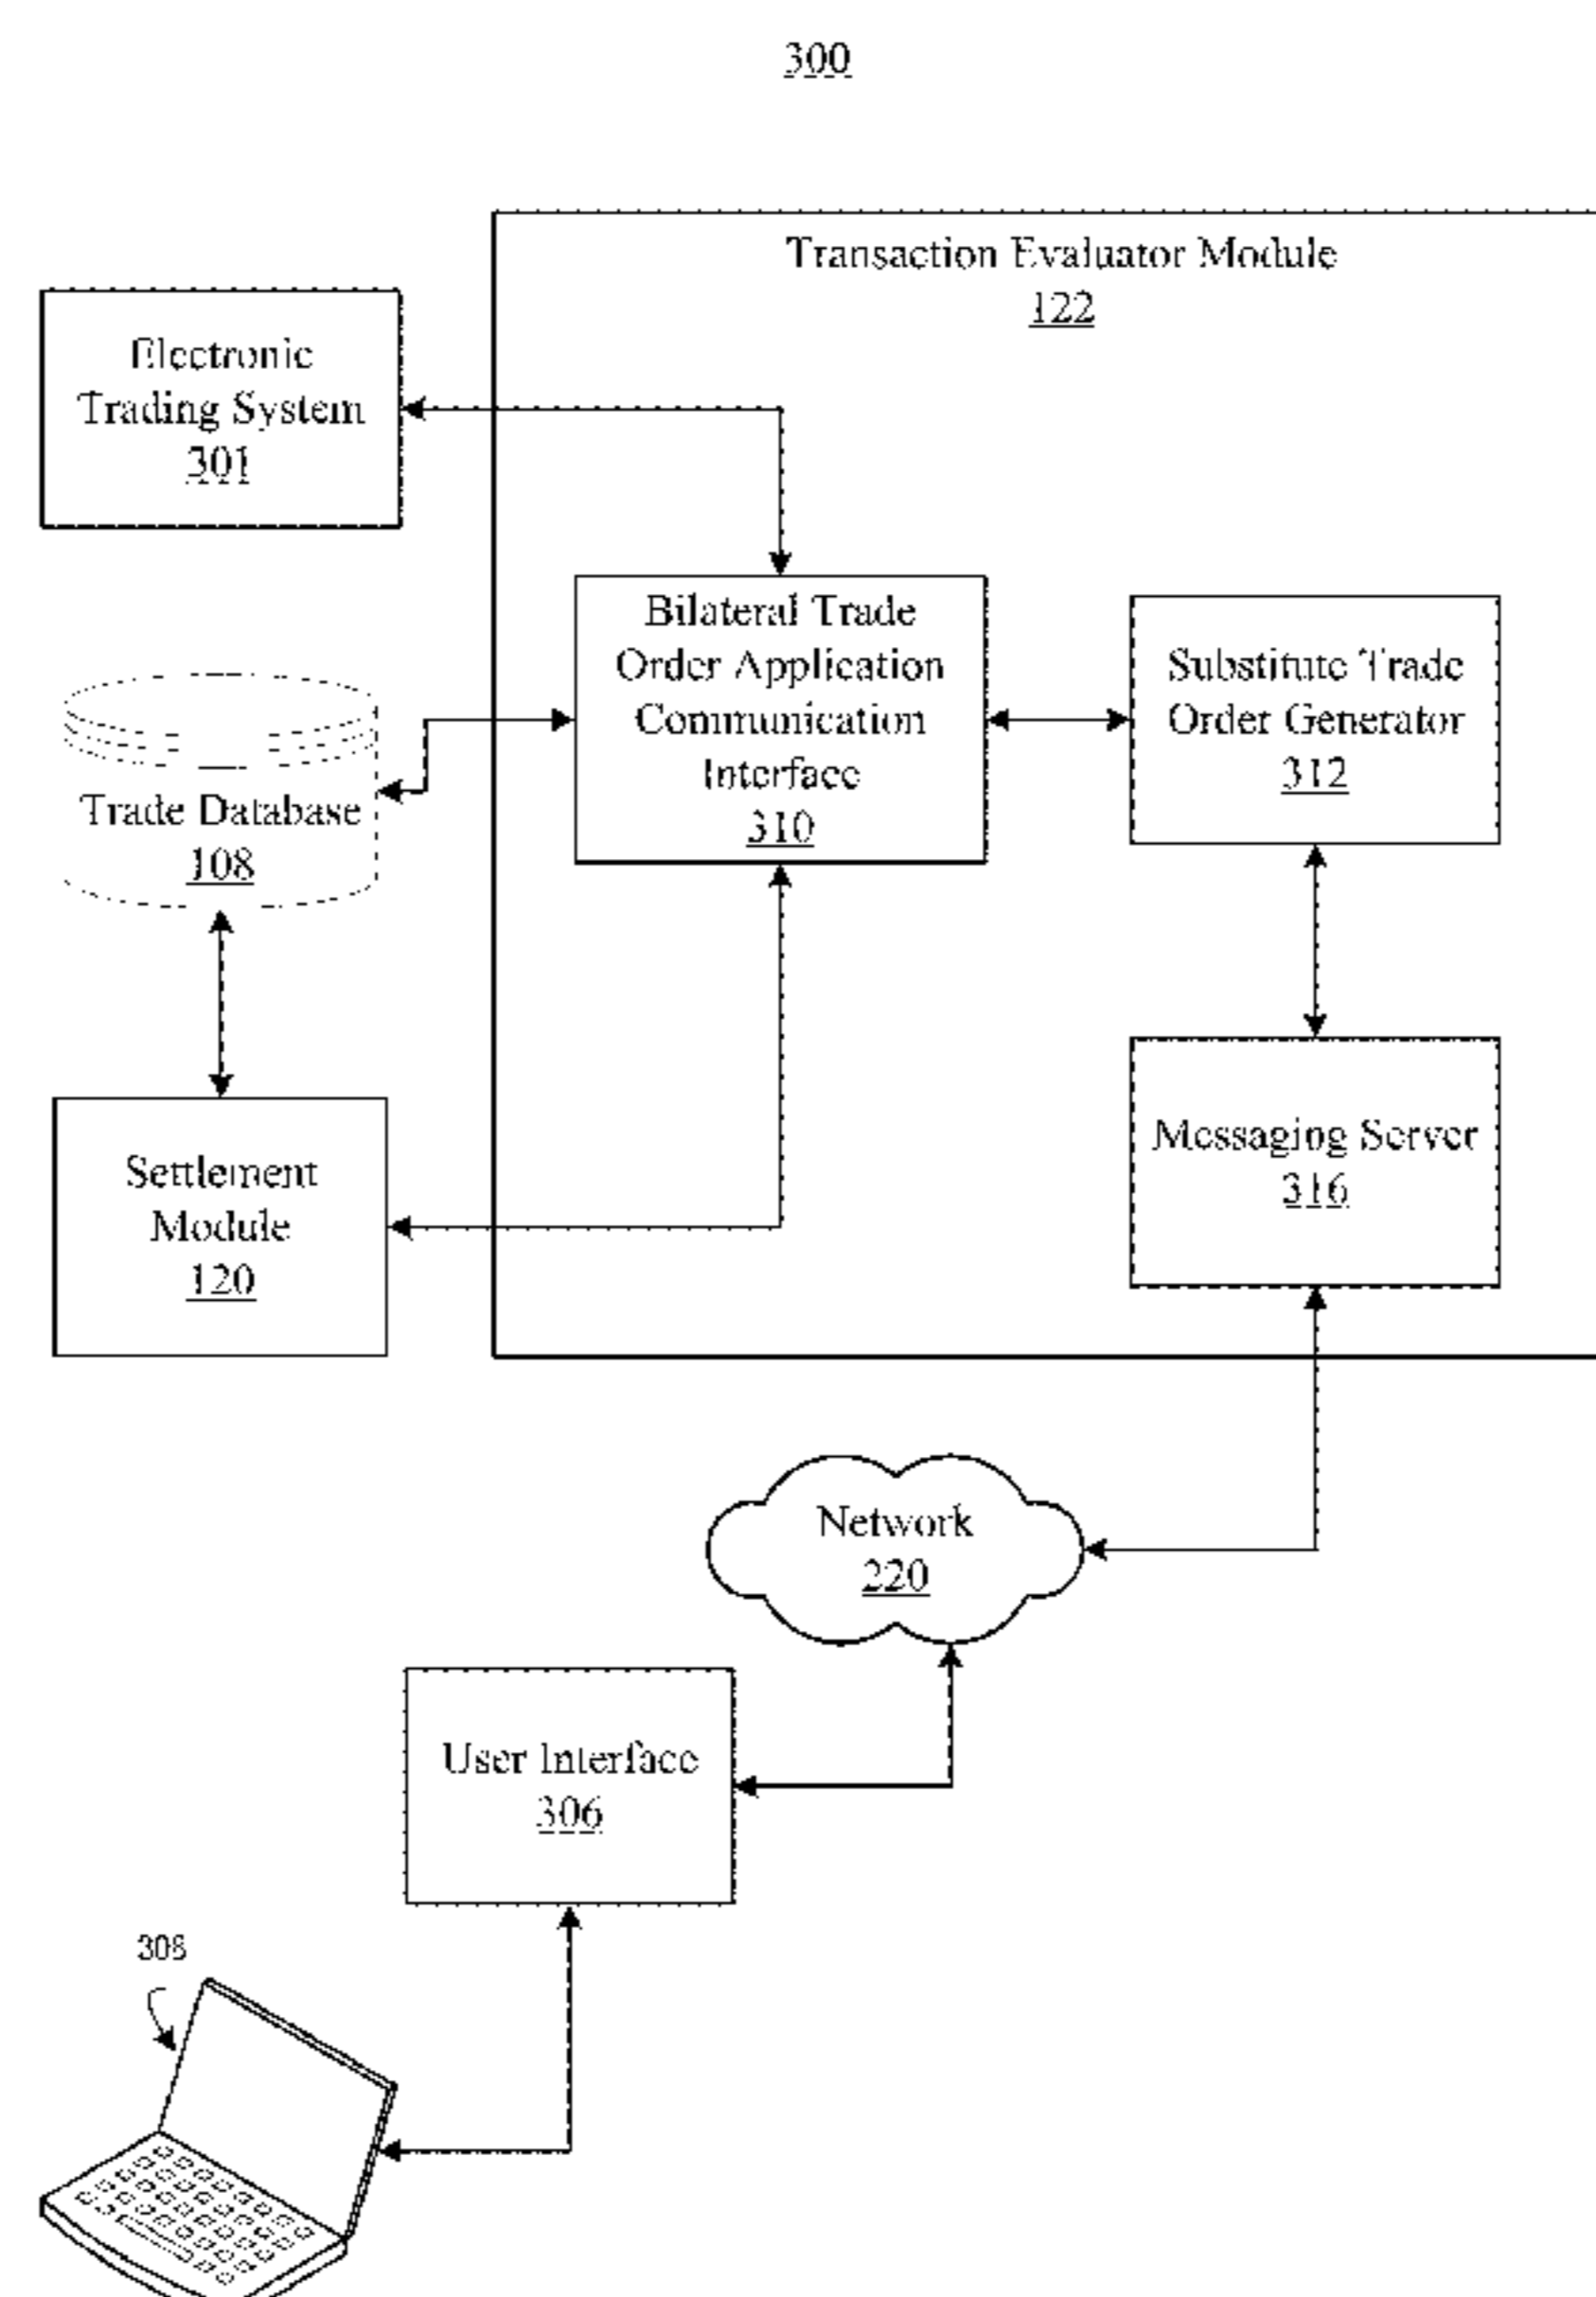 300
Transaction Evaluator Module
122
Electronic
Trading System
301
Bilateral Trade
Order Application
Communication
Interface
310
Substitute Trade
Order Generator
312
Trade Database
108
Settlement
Module
120
Messaging Server
316
Network
220
User Interface
306
308